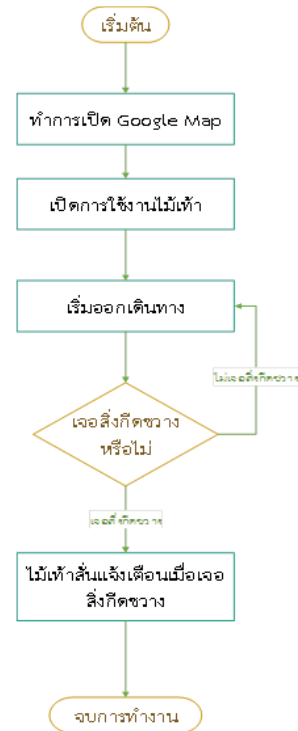 เริ่มต้น
ทำการเปิด Google Map
เปิดการใช้งานไม้เท้า
เริ่มออกเดินทาง
ไม่เจอสิ่งกีดขวาง
เจอสิ่งกีดขวาง
หรือไม่
เจอสิ่งกีดขวาง
ไม้เท้าสั่นแจ้งเตือนเมื่อเจอ
สิ่งกีดขวาง
จบการทำงาน